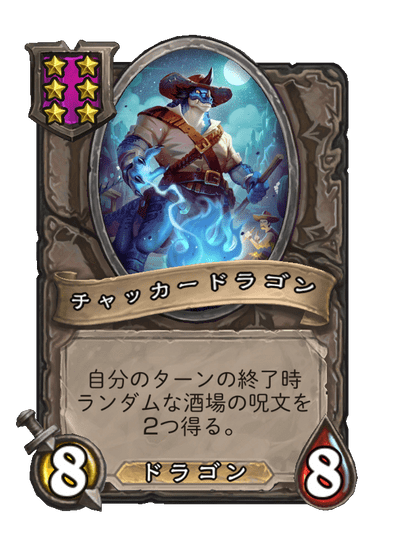 チャッカードラゴン
自分のターンの終了時
ランダムな酒場の呪文を
2つ得る。
8
ドラゴン
8